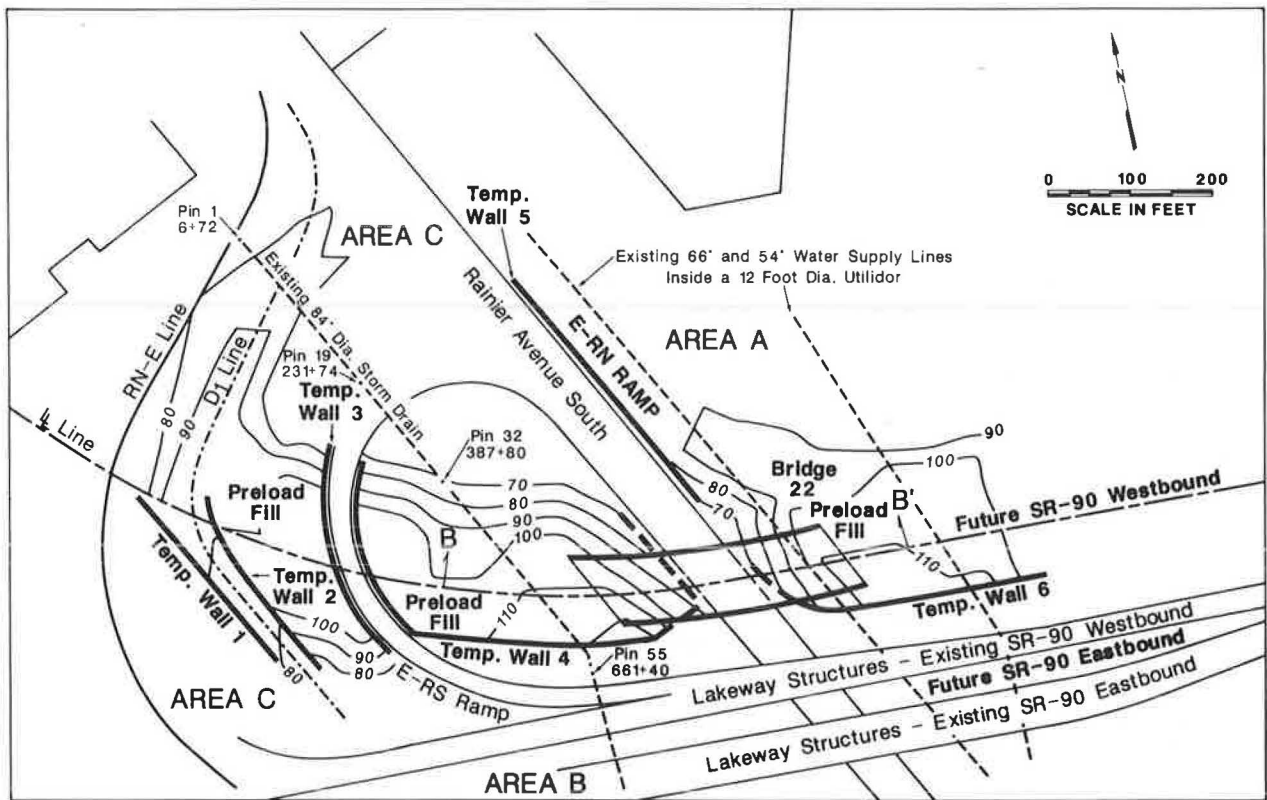 N
0 100 200
SCALE IN FEET
Temp.
Wall 5
Pin 1
6+72
AREA C
Existing 66" and 54" Water Supply Lines
Inside a 12 Foot Dia. Utilidor
Existing 84" Dia. Storm Drain
Rainier Avenue South
E-RN RAMP
AREA A
RN-E Line
D1 Line
Pin 19
231+74
Temp.
Wall 3
80
90
Line
Pin 32
387+80
90
100
70
80
90
100
80
70
Bridge
22
Preload
Fill
B'
Future SR-90 Westbound
Preload
Fill
B
110
110
Temp. Wall 1
Temp.
Wall 2
Preload
Fill
100
90
80
80
Temp. Wall 4
Temp. Wall 6
Pin 55
661+40
E-RS Ramp
AREA C
Lakeway Structures - Existing SR-90 Westbound
Future SR-90 Eastbound
Lakeway Structures - Existing SR-90 Eastbound
AREA B